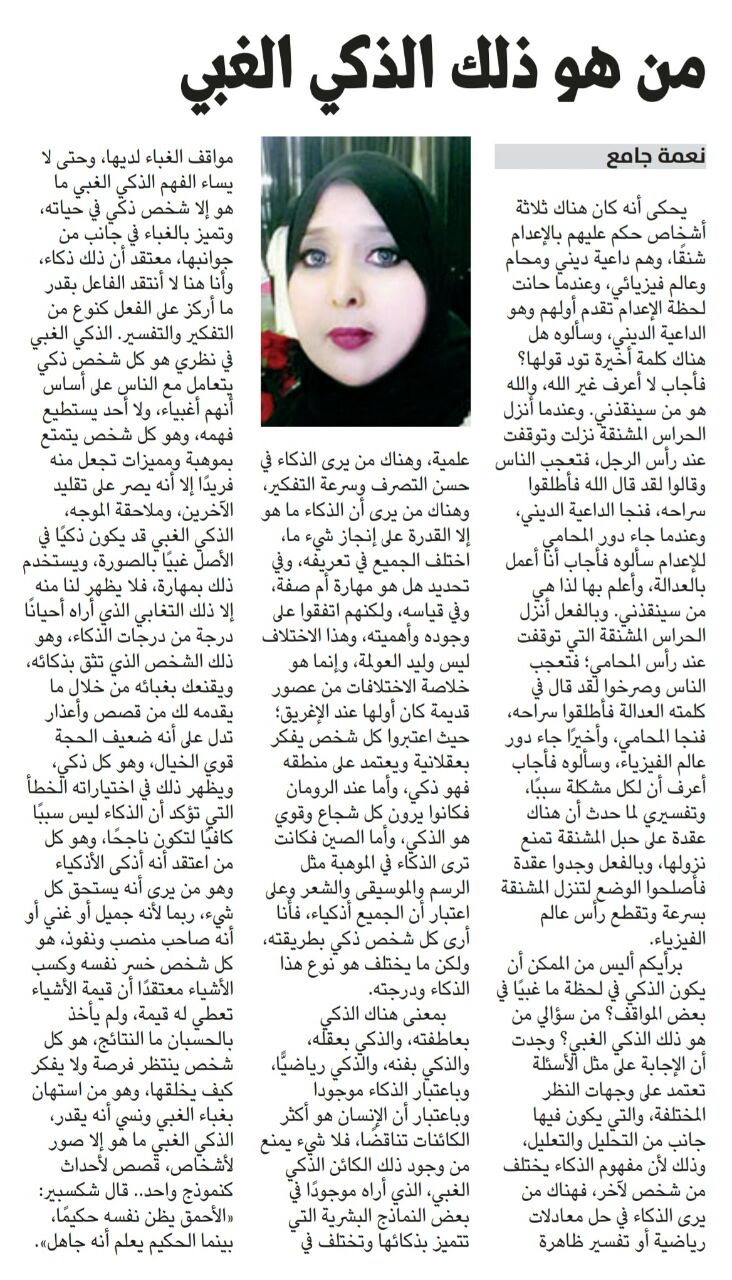 من هو ذلك الذكي الغبي
نعمة جامع
يحكى أنه كان هناك ثلاثة
أشخاص حكم عليهم بالإعدام
شنقًا، وهم داعية ديني ومحام
وعالم فيزيائي، وعندما حانت
لحظة الإعدام تقدم أولهم وهو
الداعية الديني، وسألوه هل
هناك كلمة أخيرة تود قولها؟
فأجاب لا أعرف غير الله، والله
هو من سينقذني. وعندما أنزل
الحراس المشنقة نزلت وتوقفت
عند رأس الرجل، فتعجب الناس
وقالوا لقد قال الله فأطلقوا
سراحه، فنجا الداعية الديني،
وعندما جاء دور المحامي
للإعدام سألوه فأجاب أنا أعمل
بالعدالة، وأعلم بها لذا هي
من سينقذني. وبالفعل أنزل
الحراس المشنقة التي توقفت
عند رأس المحامي؛ فتعجب
الناس وصرخوا لقد قال في
كلمته العدالة فأطلقوا سراحه،
فنجا المحامي، وأخيرًا جاء دور
عالم الفيزياء، وسألوه فأجاب
أعرف أن لكل مشكلة سببًا،
وتفسيري لما حدث أن هناك
عقدة على حبل المشنقة تمنع
نزولها، وبالفعل وجدوا عقدة
فأصلحوا الوضع لتنزل المشنقة
بسرعة وتقطع رأس عالم
الفيزياء.
برأيكم أليس من الممكن أن
يكون الذكي في لحظة ما غبيًا في
بعض المواقف؟ من سؤالي من
هو ذلك الذكي الغبي؟ وجدت
أن الإجابة على مثل الأسئلة
تعتمد على وجهات النظر
المختلفة، والتي يكون فيها
جانب من التحليل والتعليل،
وذلك لأن مفهوم الذكاء يختلف
من شخص لآخر، فهناك من
يرى الذكاء في حل معادلات
رياضية أو تفسير ظاهرة
علمية، وهناك من يرى الذكاء في
حسن التصرف وسرعة التفكير،
وهناك من يرى أن الذكاء ما هو
إلا القدرة على إنجاز شيء ما،
اختلف الجميع في تعريفه، وفي
تحديد هل هو مهارة أم صفة،
وفي قياسه، ولكنهم اتفقوا على
وجوده وأهميته، وهذا الاختلاف
ليس وليد العولمة، وإنما هو
خلاصة الاختلافات من عصور
قديمة كان أولها عند الإغريق؛
حيث اعتبروا كل شخص يفكر
بعقلانية ويعتمد على منطقه
فهو ذكي، وأما عند الرومان
فكانوا يرون كل شجاع وقوي
هو الذكي، وأما الصين فكانت
ترى الذكاء في الموهبة مثل
الرسم والموسيقى والشعر وعلى
اعتبار أن الجميع أذكياء، فأنا
أرى كل شخص ذكي بطريقته،
ولكن ما يختلف هو نوع هذا
الذكاء ودرجته.
بمعنى هناك الذكي
بعاطفته، والذكي بعقله،
والذكي بفنه، والذكي رياضيًّا،
وباعتبار الذكاء موجودا
وباعتبار أن الإنسان هو أكثر
الكائنات تناقضًا، فلا شيء يمنع
من وجود ذلك الكائن الذكي
الغبي، الذي أراه موجودًا في
بعض النماذج البشرية التي
تتميز بذكائها وتختلف في
مواقف الغباء لديها، وحتى لا
يساء الفهم الذكي الغبي ما
هو إلا شخص ذكي في حياته،
وتميز بالغباء في جانب من
جوانبها، معتقد أن ذلك ذكاء،
وأنا هنا لا أنتقد الفاعل بقدر
ما أركز على الفعل كنوع من
التفكير والتفسير. الذكي الغبي
في نظري هو كل شخص ذكي
يتعامل مع الناس على أساس
أنهم أغبياء، ولا أحد يستطيع
فهمه، وهو كل شخص يتمتع
بموهبة ومميزات تجعل منه
فريدًا إلا أنه يصر على تقليد
الآخرين، وملاحقة الموجه،
الذكي الغبي قد يكون ذكيًا في
الأصل غبيًا بالصورة، ويستخدم
ذلك بمهارة، فلا يظهر لنا منه
إلا ذلك التغابي الذي أراه أحيانًا
درجة من درجات الذكاء، وهو
ذلك الشخص الذي تثق بذكائه،
ويقنعك بغبائه من خلال ما
يقدمه لك من قصص وأعذار
تدل على أنه ضعيف الحجة
قوي الخيال، وهو كل ذكي،
ويظهر ذلك في اختياراته الخطأ
التي تؤكد أن الذكاء ليس سببًا
كافيًا لتكون ناجحًا، وهو كل
من اعتقد أنه أذكى الأذكياء
وهو من يرى أنه يستحق كل
شيء، ربما لأنه جميل أو غني أو
أنه صاحب منصب ونفوذ، هو
كل شخص خسر نفسه وكسب
الأشياء معتقدًا أن قيمة الأشياء
تعطي له قيمة، ولم يأخذ
بالحسبان ما النتائج، هو كل
شخص ينتظر فرصة ولا يفكر
كيف يخلقها، وهو من استهان
بغباء الغبي ونسي أنه يقدر،
الذكي الغبي ما هو إلا صور
لأشخاص، قصص لأحداث
كنموذج واحد.. قال شكسبير:
«الأحمق يظن نفسه حكيمًا،
بينما الحكيم يعلم أنه جاهل».